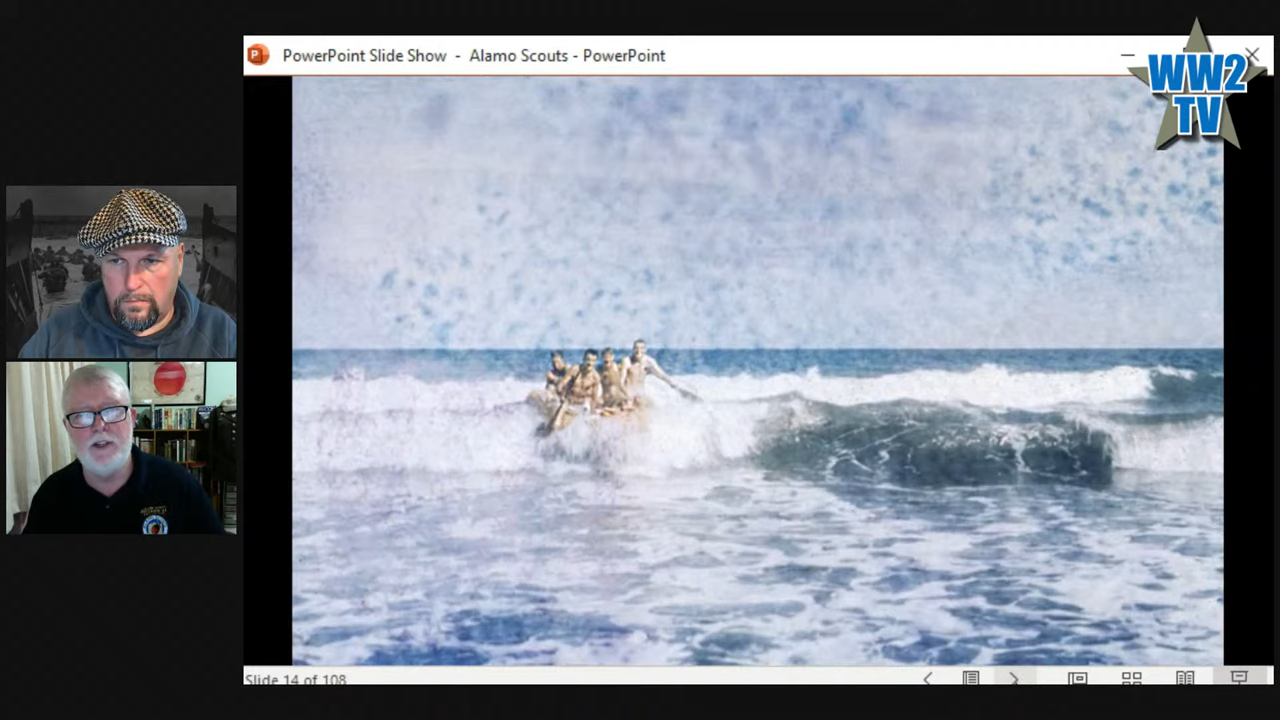 PowerPoint Slide Show - Alamo Scouts - PowerPoint
WW2
TV
Slide 14 of 108